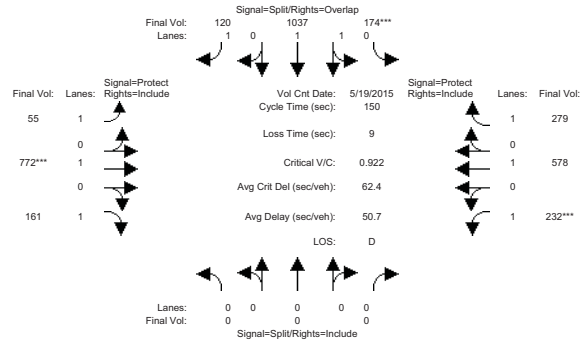 Signal=Split/Rights=Overlap
Final Vol: 120 1037 174***
Lanes: 1 0 1 1 0
Signal=Protect
Final Vol: Lanes: Rights=Include
Vol Cnt Date: 5/19/2015
Signal=Protect
Rights=Include Lanes: Final Vol:
Cycle Time (sec): 150
55 1
1 279
Loss Time (sec): 9
0
0
772*** 1
Critical V/C: 0.922
1 578
0
Avg Crit Del (sec/veh): 62.4
0
161 1
Avg Delay (sec/veh): 50.7
1 232***
LOS: D
Lanes: 0 0 0 0 0
Final Vol: 0 0 0
Signal=Split/Rights=Include